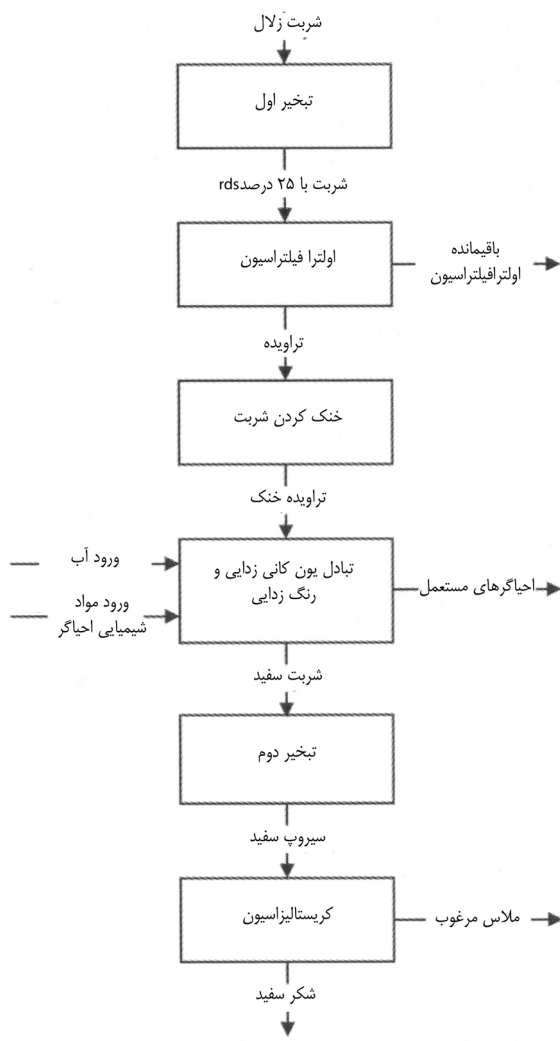 شربت زلال
تبخیر اول
شربت با ۲۵ درصدrds
اولترا فیلتراسیون
باقیمانده
اولترافیلتراسیون
تراویده
خنک کردن شربت
تراویده خنک
ورود آب
ورود مواد
شیمیایی احیاگر
تبادل یون کانی زدایی و
رنگ زدایی
احیاگرهای مستعمل
شربت سفید
تبخیر دوم
سیروپ سفید
کریستالیزاسیون
ملاس مرغوب
شکر سفید